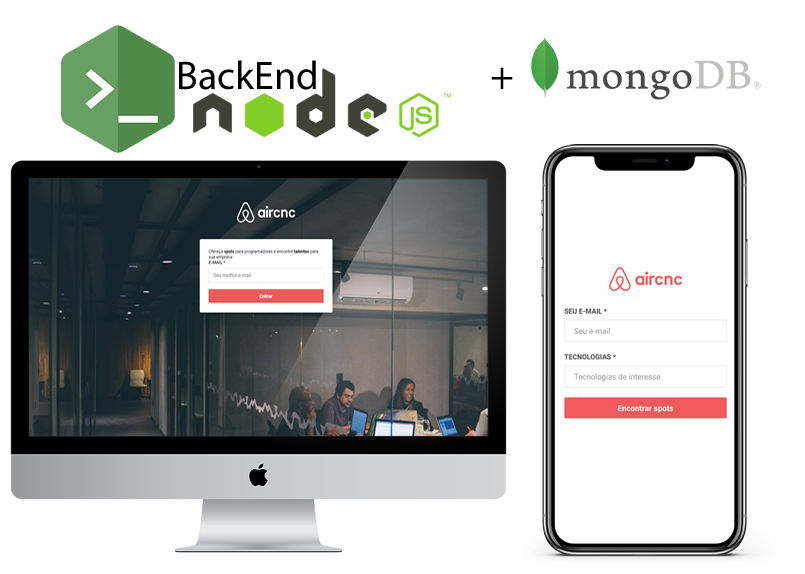 BackEnd
node
JS
™
+
mongoDB®
aircnc
Ofereça spots para programadores e encontre talentos para
sua empresa
E-MAIL *
Seu melhor e-mail
Entrar
aircnc
SEU E-MAIL *
Seu e-mail
TECNOLOGIAS *
Tecnologias de interesse
Encontrar spots